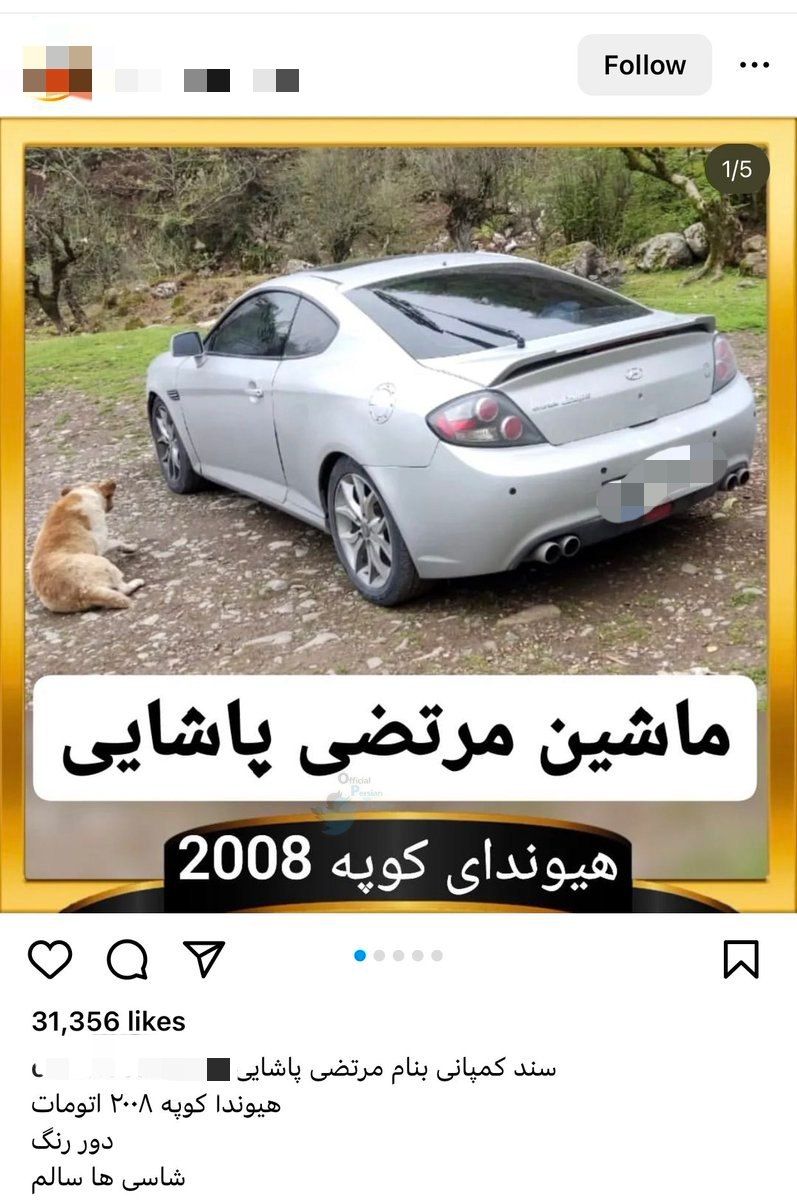 Follow
1/5
ماشین مرتضی پاشایی
Official
Persian
هیوندای کوپه 2008
31,356 likes
سند کمپانی بنام مرتضی پاشایی
هیوندا کوپه ۲۰۰۸ اتومات
دور رنگ
شاسی ها سالم